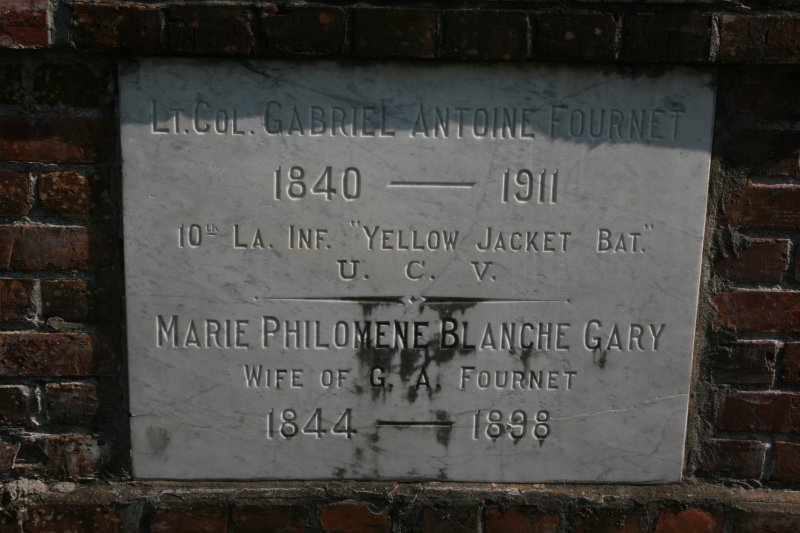 LT. COL. GABRIEL ANTOINE FOURNET
1840 — 1911
10TH LA. INF. "YELLOW JACKET BAT."
U. C. V.
MARIE PHILOMENE BLANCHE GARY
WIFE OF G. A. FOURNET
1844 — 1898